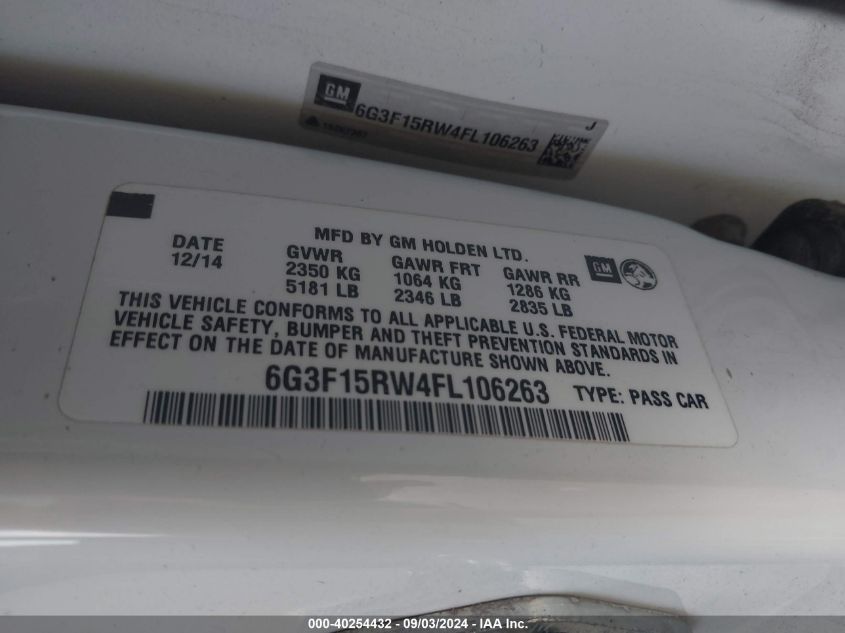 GM
6G3F15RW4FL106263
J
MFD BY GM HOLDEN LTD.
DATE GVWR GAWR FRT GAWR RR
12/14 2350 KG 1064 KG 1286 KG
5181 LB 2346 LB 2835 LB
GM
THIS VEHICLE CONFORMS TO ALL APPLICABLE U.S. FEDERAL MOTOR
VEHICLE SAFETY, BUMPER AND THEFT PREVENTION STANDARDS IN
EFFECT ON THE DATE OF MANUFACTURE SHOWN ABOVE.
6G3F15RW4FL106263 TYPE: PASS CAR
000-40254432 - 09/03/2024 - IAA Inc.